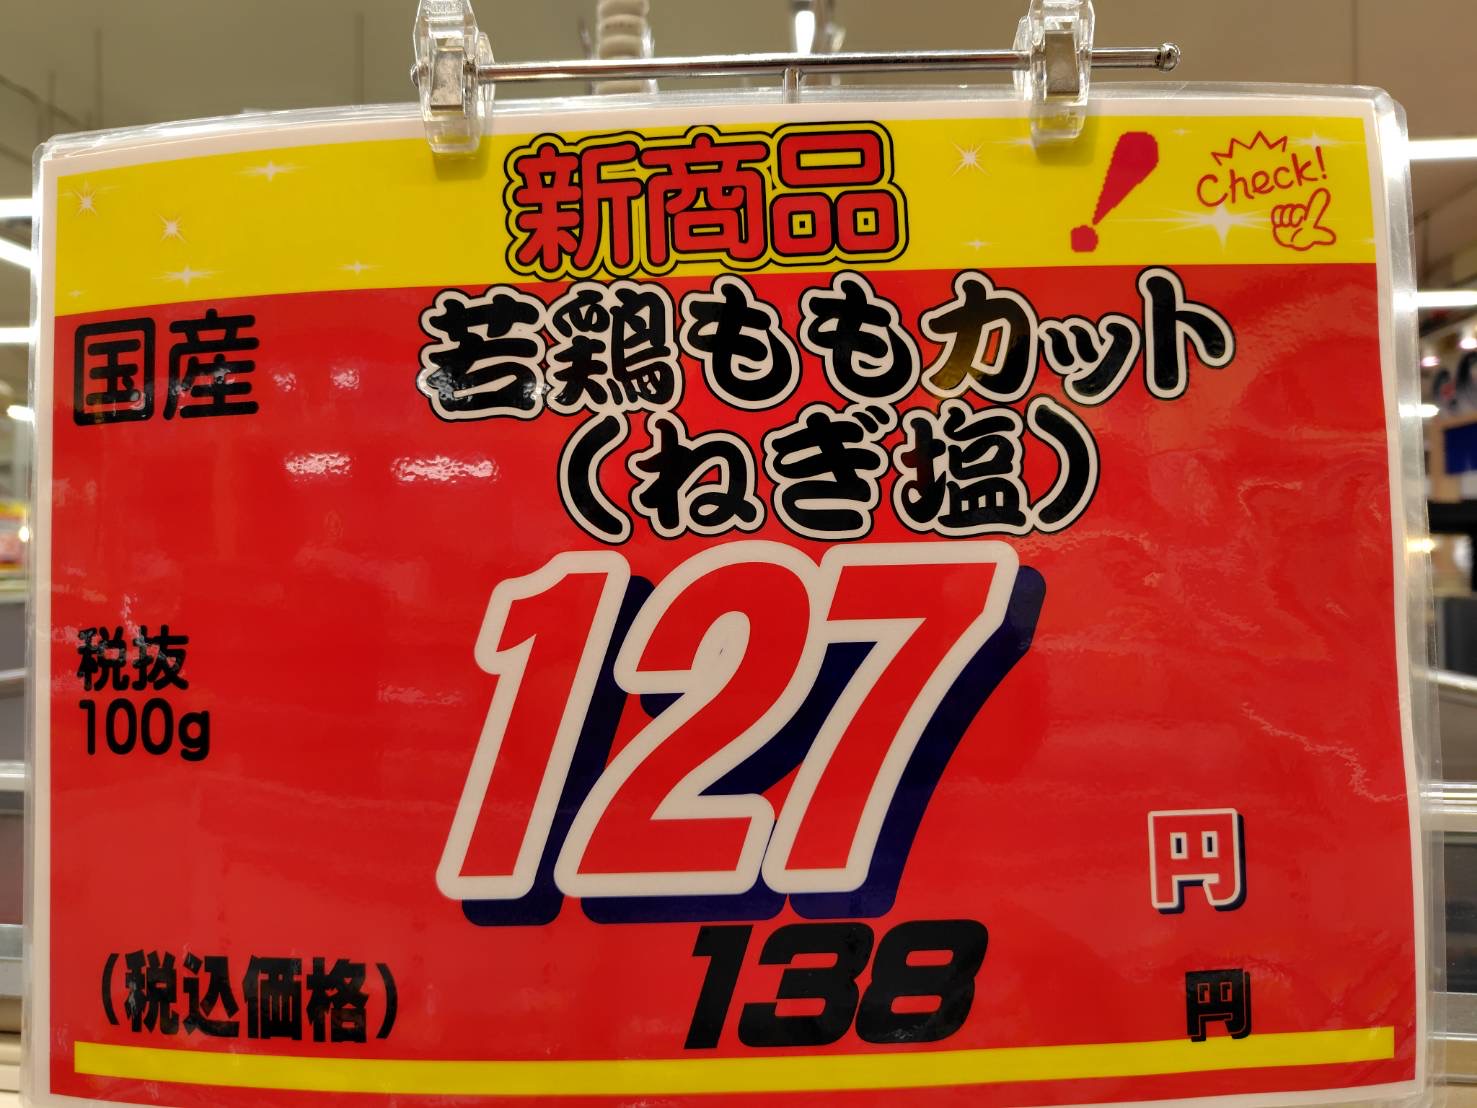 新商品
! Check!
国産
若鶏ももカット
(ねぎ塩)
税抜
100g
127
円
(税込価格)
138
円